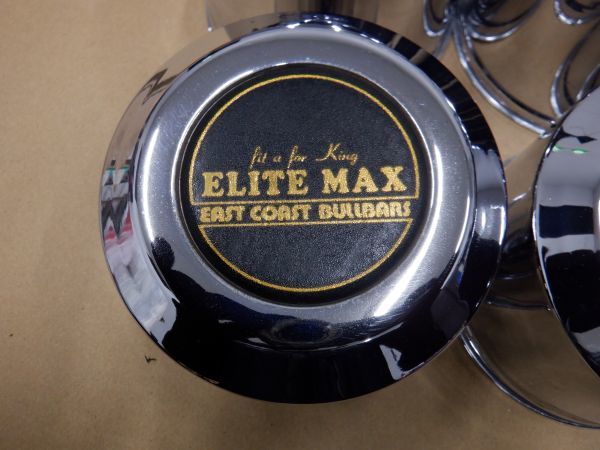 fit a for King
ELITE MAX
EAST COAST BULLBARS